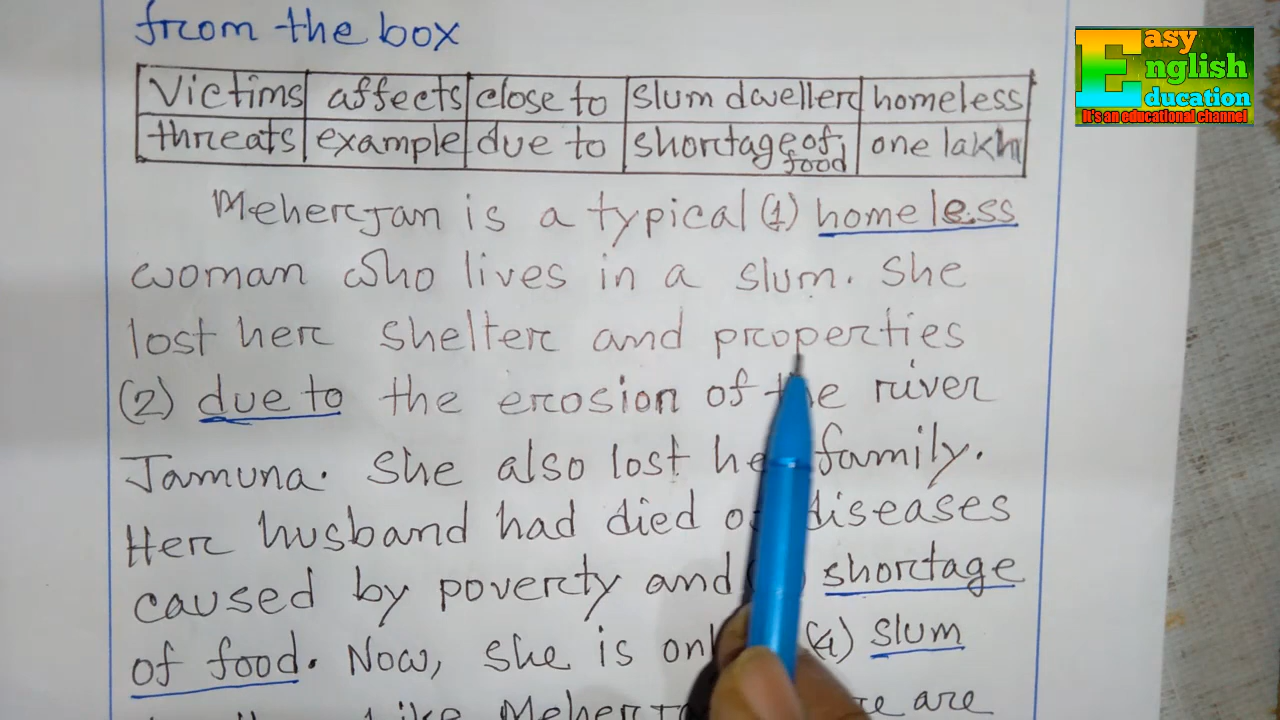 from the box
Victims affects close to slum dweller homeless
threats example due to shortage of food one lakh
Meherjan is a typical (1) homeless
woman who lives in a slum. She
lost her shelter and properties
(2) due to the erosion of the river
Jamuna. She also lost her family.
Her husband had died of diseases
caused by poverty and shortage
of food. Now, she is (4) slum
Like are
Easy
English
Education
It's an educational channel